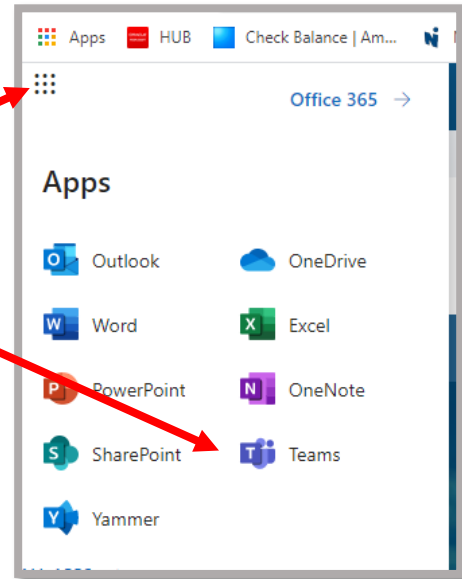 Apps HUB Check Balance | Am...
Office 365 →
Apps
Outlook OneDrive
Word Excel
PowerPoint OneNote
SharePoint Teams
Yammer